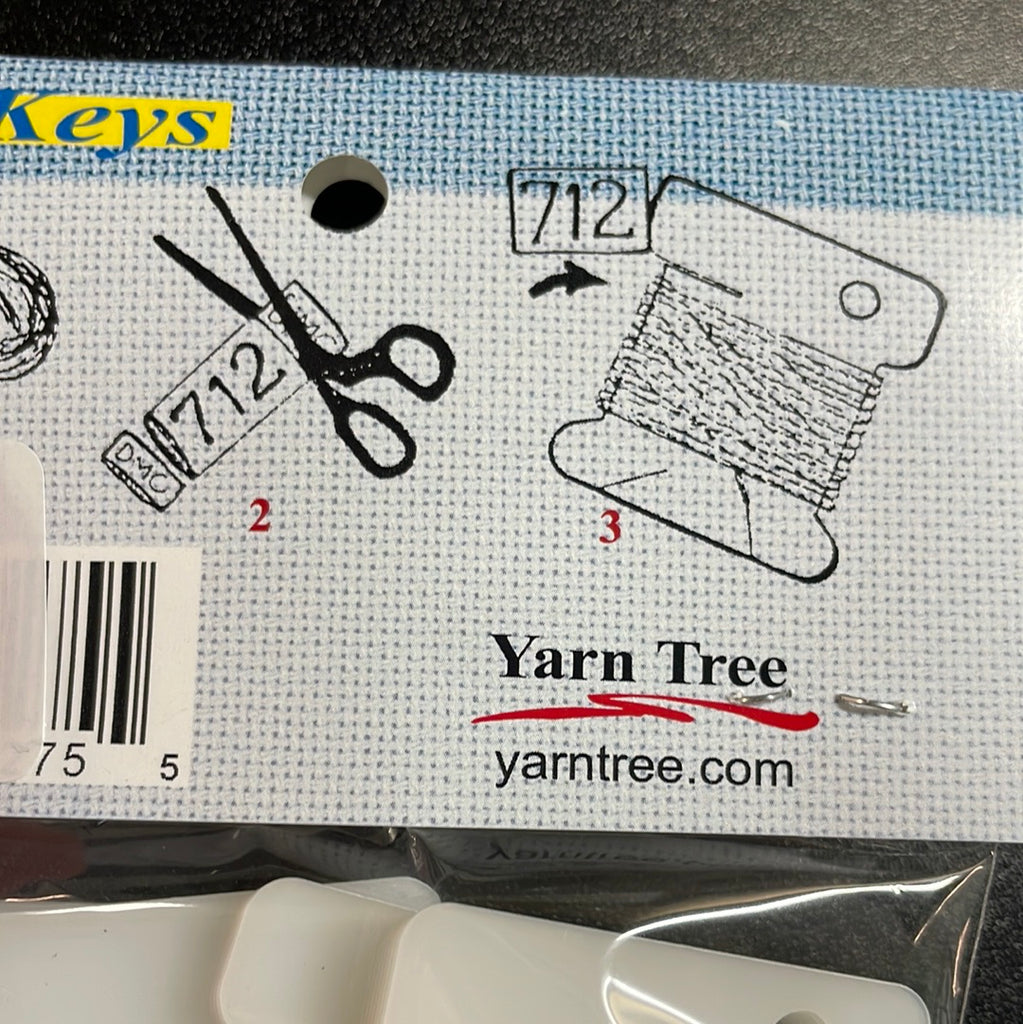 Keys
712
DMC
712
DMC
2
3
Yarn Tree
yarntree.com
75 5